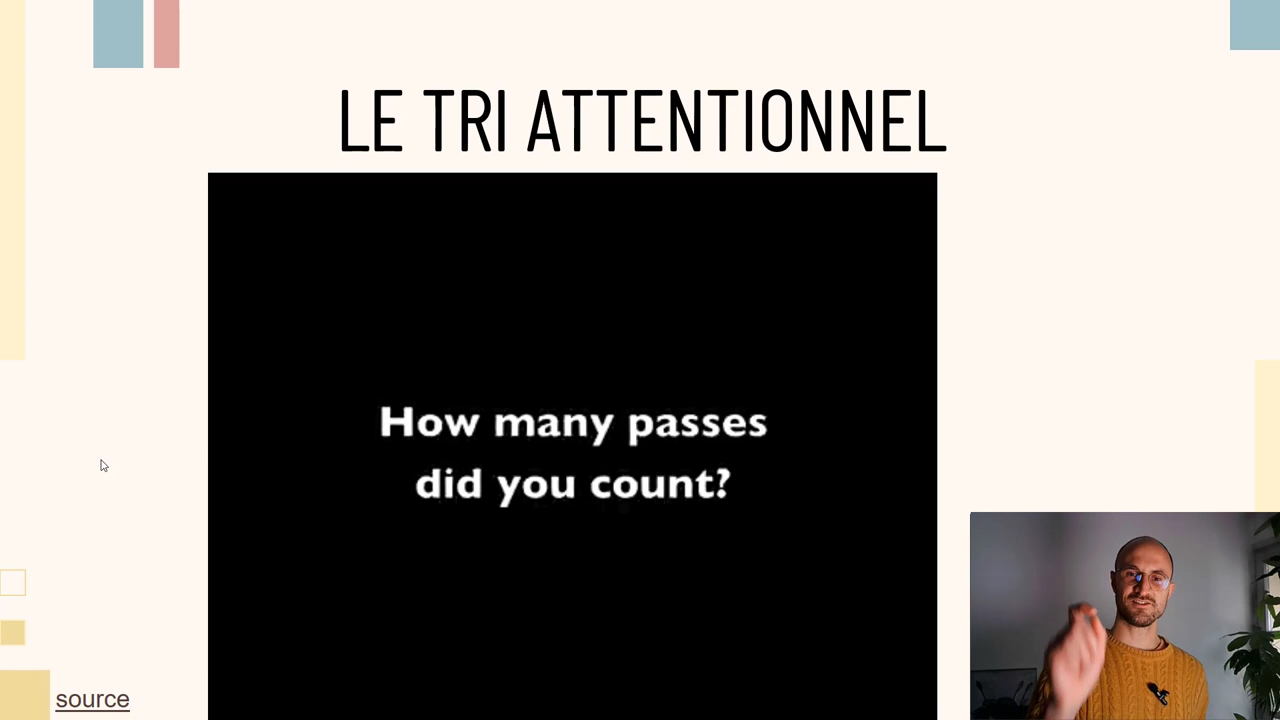 LE TRI ATTENTIONNEL
How many passes
did you count?
source